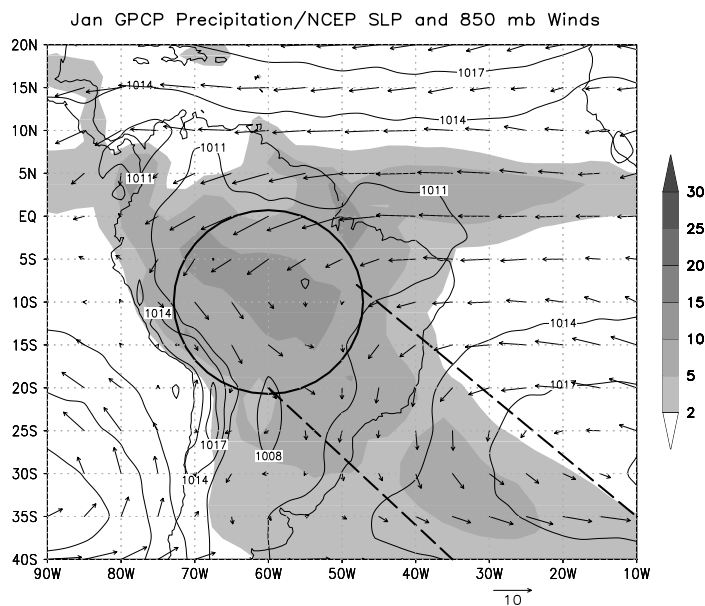 Jan GPCP Precipitation/NCEP SLP and 850 mb Winds
20N
15N
10N
5N
EQ
5S
10S
15S
20S
25S
30S
35S
40S
90W 80W 70W 60W 50W 40W 30W 20W 10W
1017
1014
1014
1011
1011
1011
1014
1014
1017
1017
1008
1014
30
25
20
15
10
5
2
10